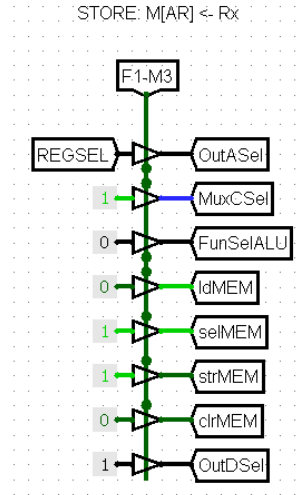 STORE: M[AR] <- Rx
F1-M3
REGSEL OutASel
1 MuxCSel
0 FunSelALU
0 ldMEM
1 selMEM
1 strMEM
0 clrMEM
1 OutDSel